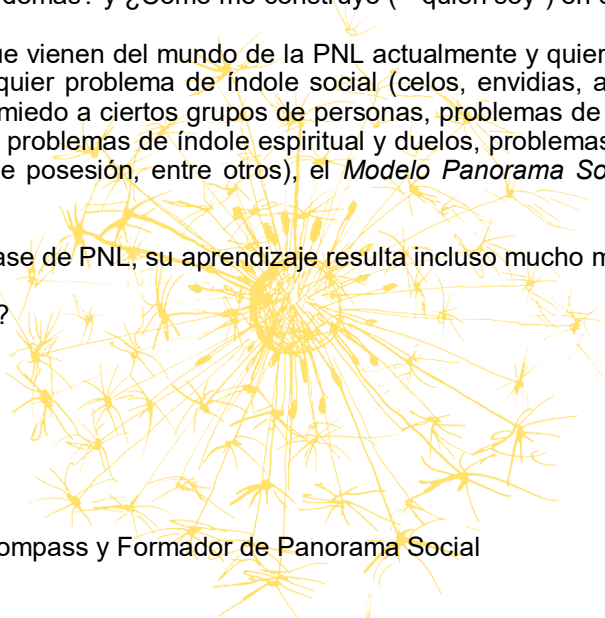 demás? y ¿Cómo me construyo (" quién soy") en e
ue vienen del mundo de la PNL actualmente y quier
quier problema de índole social (celos, envidias, a
miedo a ciertos grupos de personas, problemas de
problemas de índole espiritual y duelos, problemas
e posesión, entre otros), el Modelo Panorama So
ase de PNL, su aprendizaje resulta incluso mucho m
?
ompass y Formador de Panorama Social